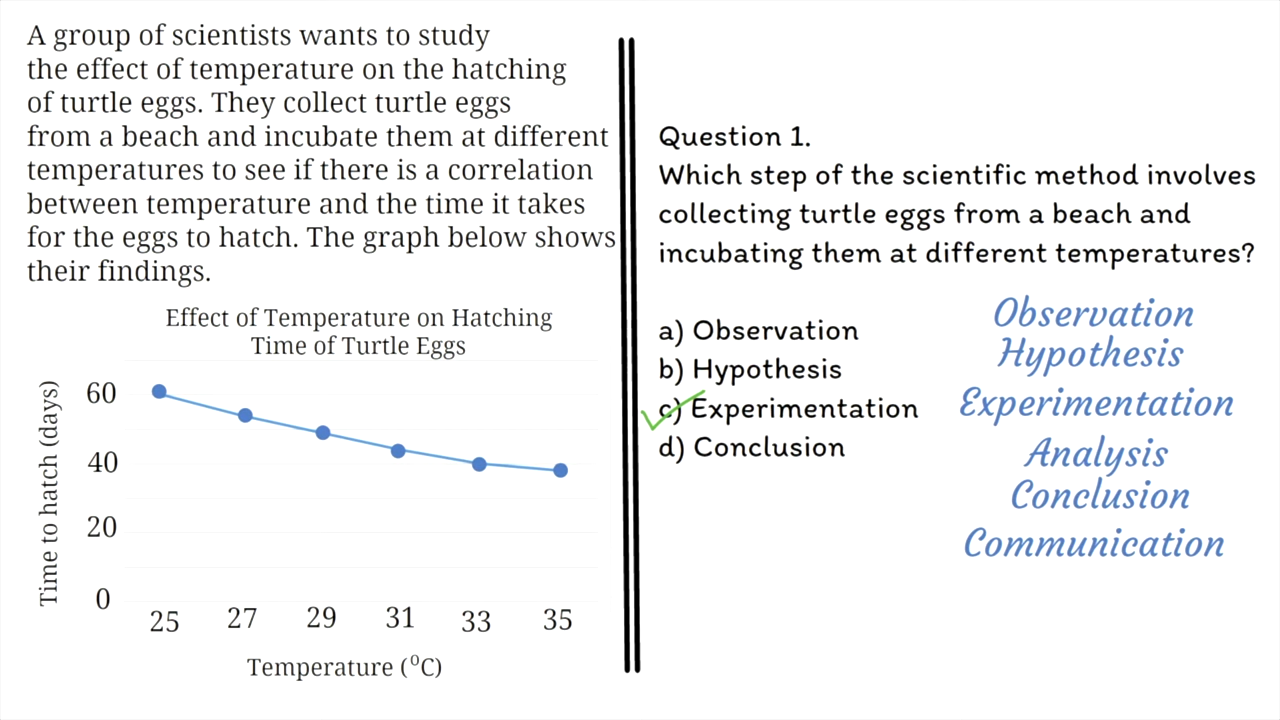 A group of scientists wants to study
the effect of temperature on the hatching
of turtle eggs. They collect turtle eggs
from a beach and incubate them at different
temperatures to see if there is a correlation
between temperature and the time it takes
for the eggs to hatch. The graph below shows
their findings.
Effect of Temperature on Hatching
Time of Turtle Eggs
Time to hatch (days)
60
40
20
0
25 27 29 31 33 35
Temperature (⁰C)
Question 1.
Which step of the scientific method involves
collecting turtle eggs from a beach and
incubating them at different temperatures?
a) Observation
b) Hypothesis
c) Experimentation
d) Conclusion
Observation
Hypothesis
Experimentation
Analysis
Conclusion
Communication